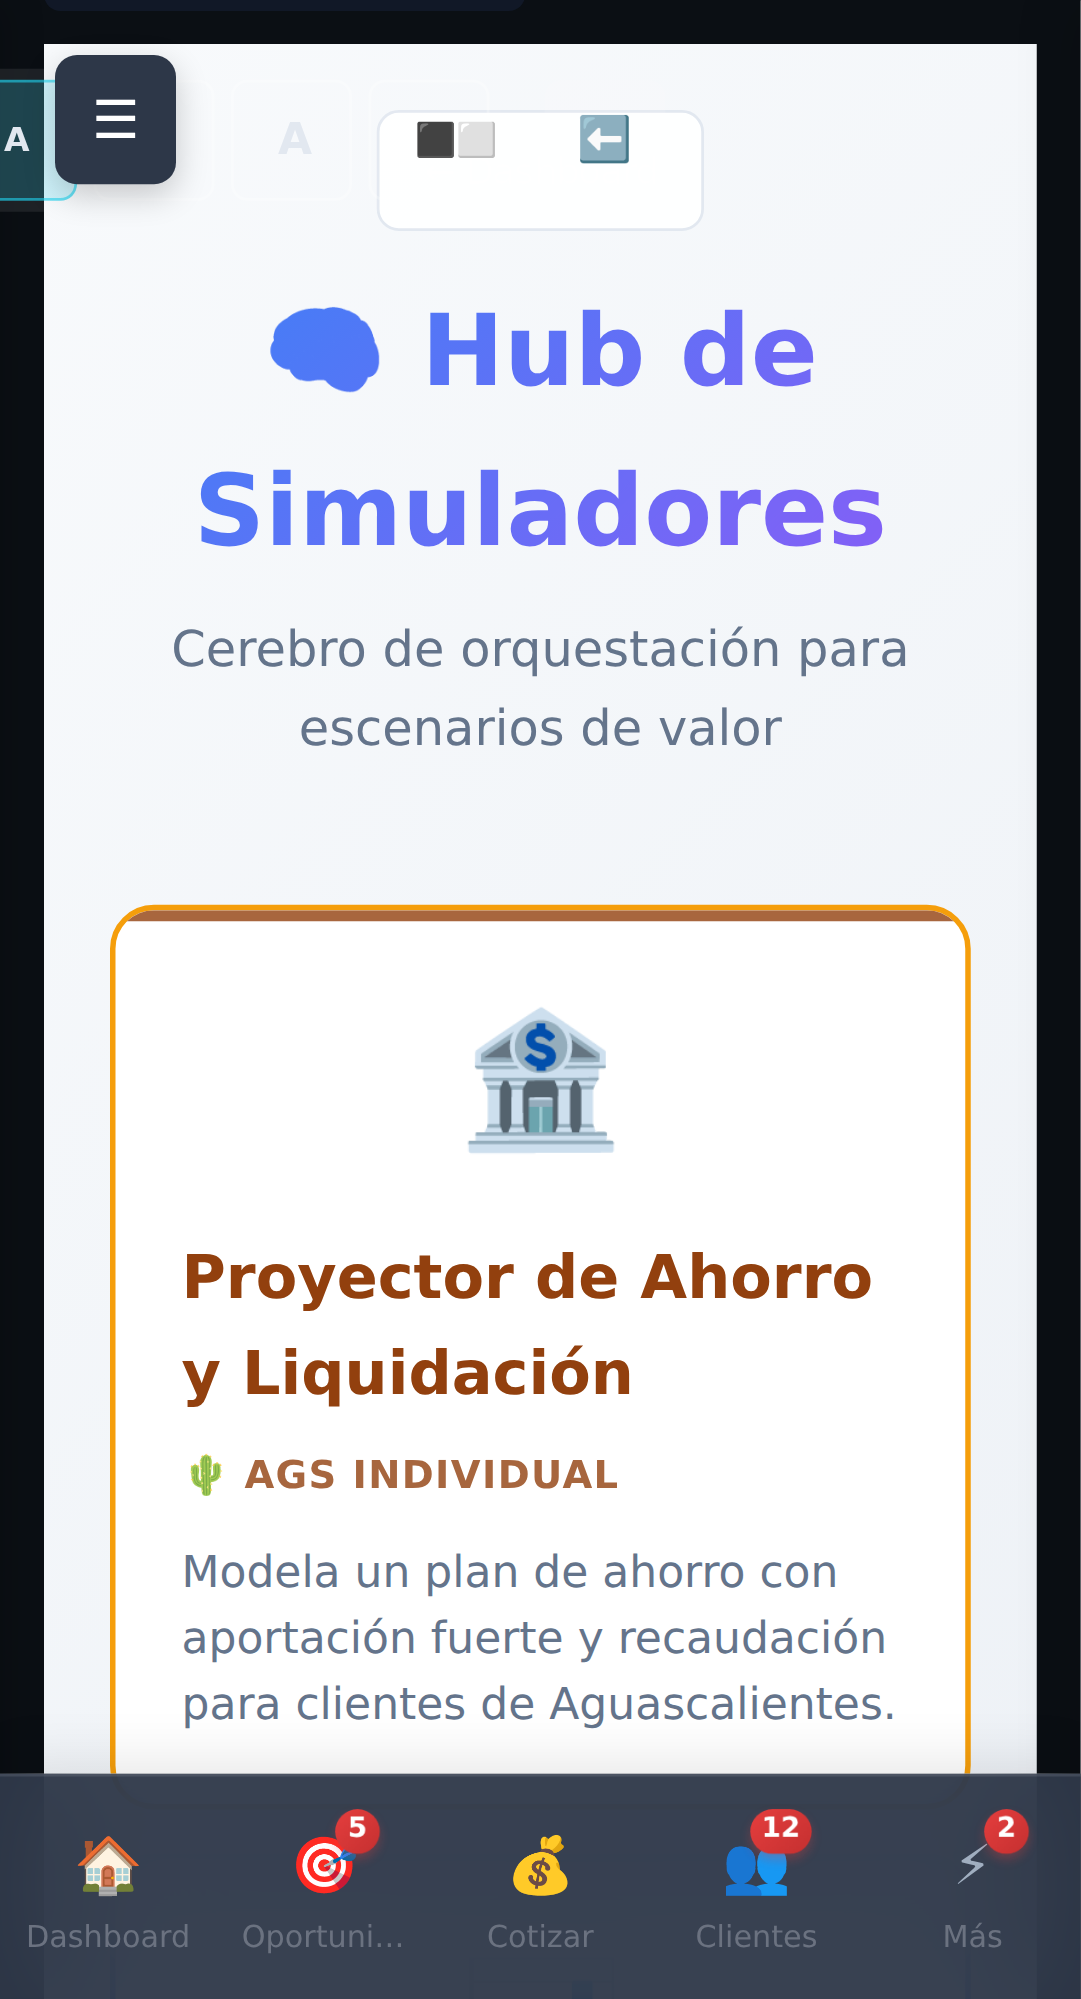 A
A
Hub de
Simuladores
Cerebro de orquestación para
escenarios de valor
Proyector de Ahorro
y Liquidación
AGS INDIVIDUAL
Modela un plan de ahorro con
aportación fuerte y recaudación
para clientes de Aguascalientes.
5
12
2
Dashboard
Oportuni...
Cotizar
Clientes
Más